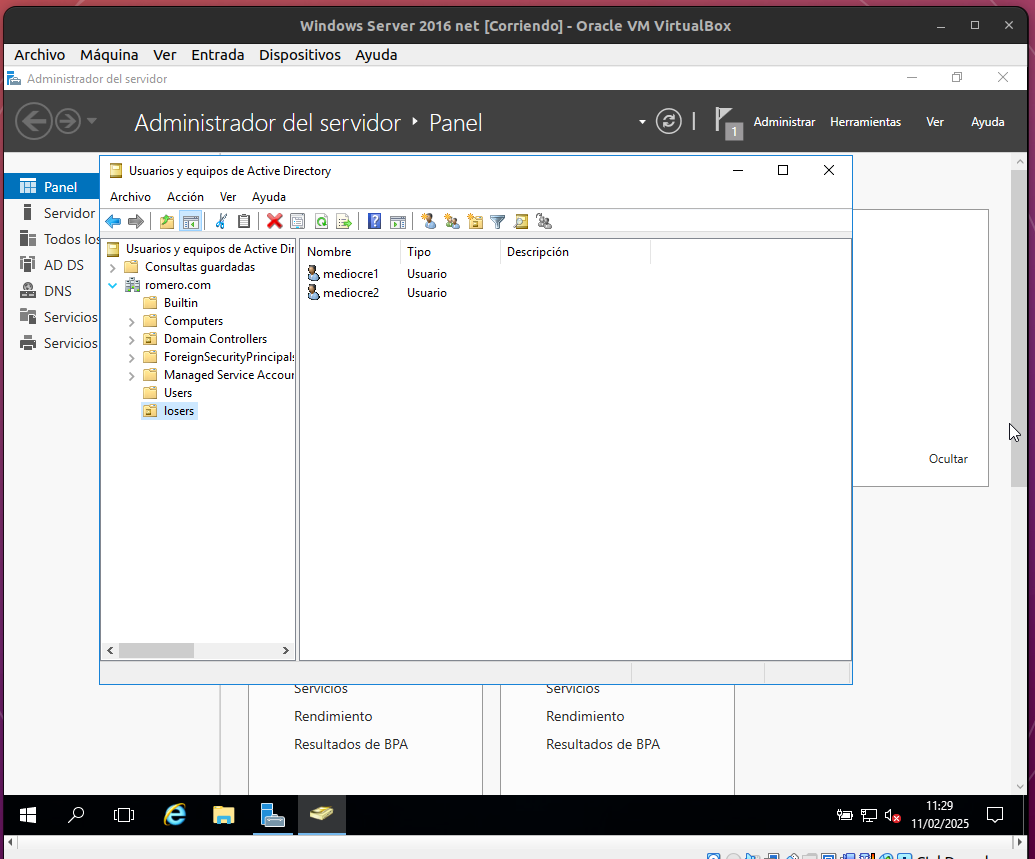 Windows Server 2016 net [Corriendo] - Oracle VM VirtualBox
Archivo Máquina Ver Entrada Dispositivos Ayuda
Administrador del servidor
Administrador del servidor Panel
1
Administrar Herramientas Ver Ayuda
Panel
Servidor
Todos los
AD DS
DNS
Servicios
Servicios
Usuarios y equipos de Active Directory
Archivo Acción Ver Ayuda
Usuarios y equipos de Active Dir
Consultas guardadas
romero.com
Builtin
Computers
Domain Controllers
ForeignSecurityPrincipals
Managed Service Accour
Users
losers
Nombre Tipo Descripción
mediocre1 Usuario
mediocre2 Usuario
Ocultar
Servicios Servicios
Rendimiento Rendimiento
Resultados de BPA Resultados de BPA
11:29
11/02/2025